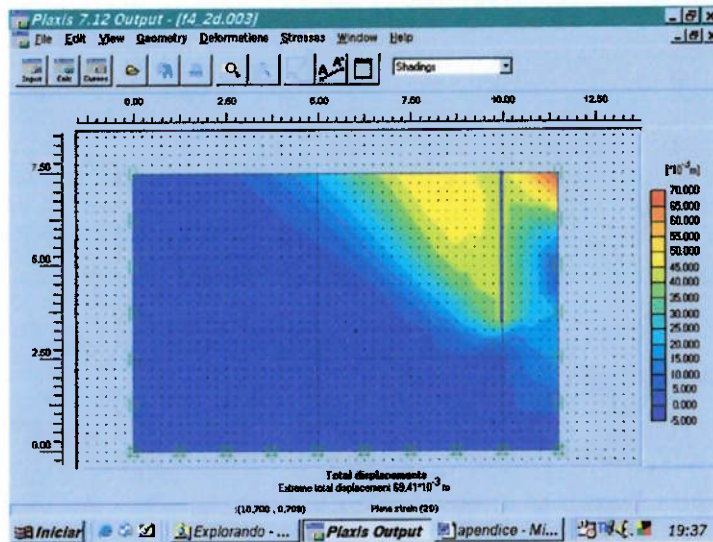 Plaxis 7.12 Output - [f4_2d.003]
File Edit View Geometry Deformations Stresses Window Help
Input Calc Curves Shadings
0.00 2.50 5.00 7.50 10.00 12.50
7.50
5.00
2.50
0.00
[*10-3m]
70.000
65.000
60.000
55.000
50.000
45.000
40.000
35.000
30.000
25.000
20.000
15.000
10.000
5.000
0.000
-5.000
Total displacements
Extreme total displacement 69,41*10-3 m
:(10,700 , 0,700) Plane strain (2D)
Iniciar Explorando - ... Plaxis Output apendice - Mi... 19:37